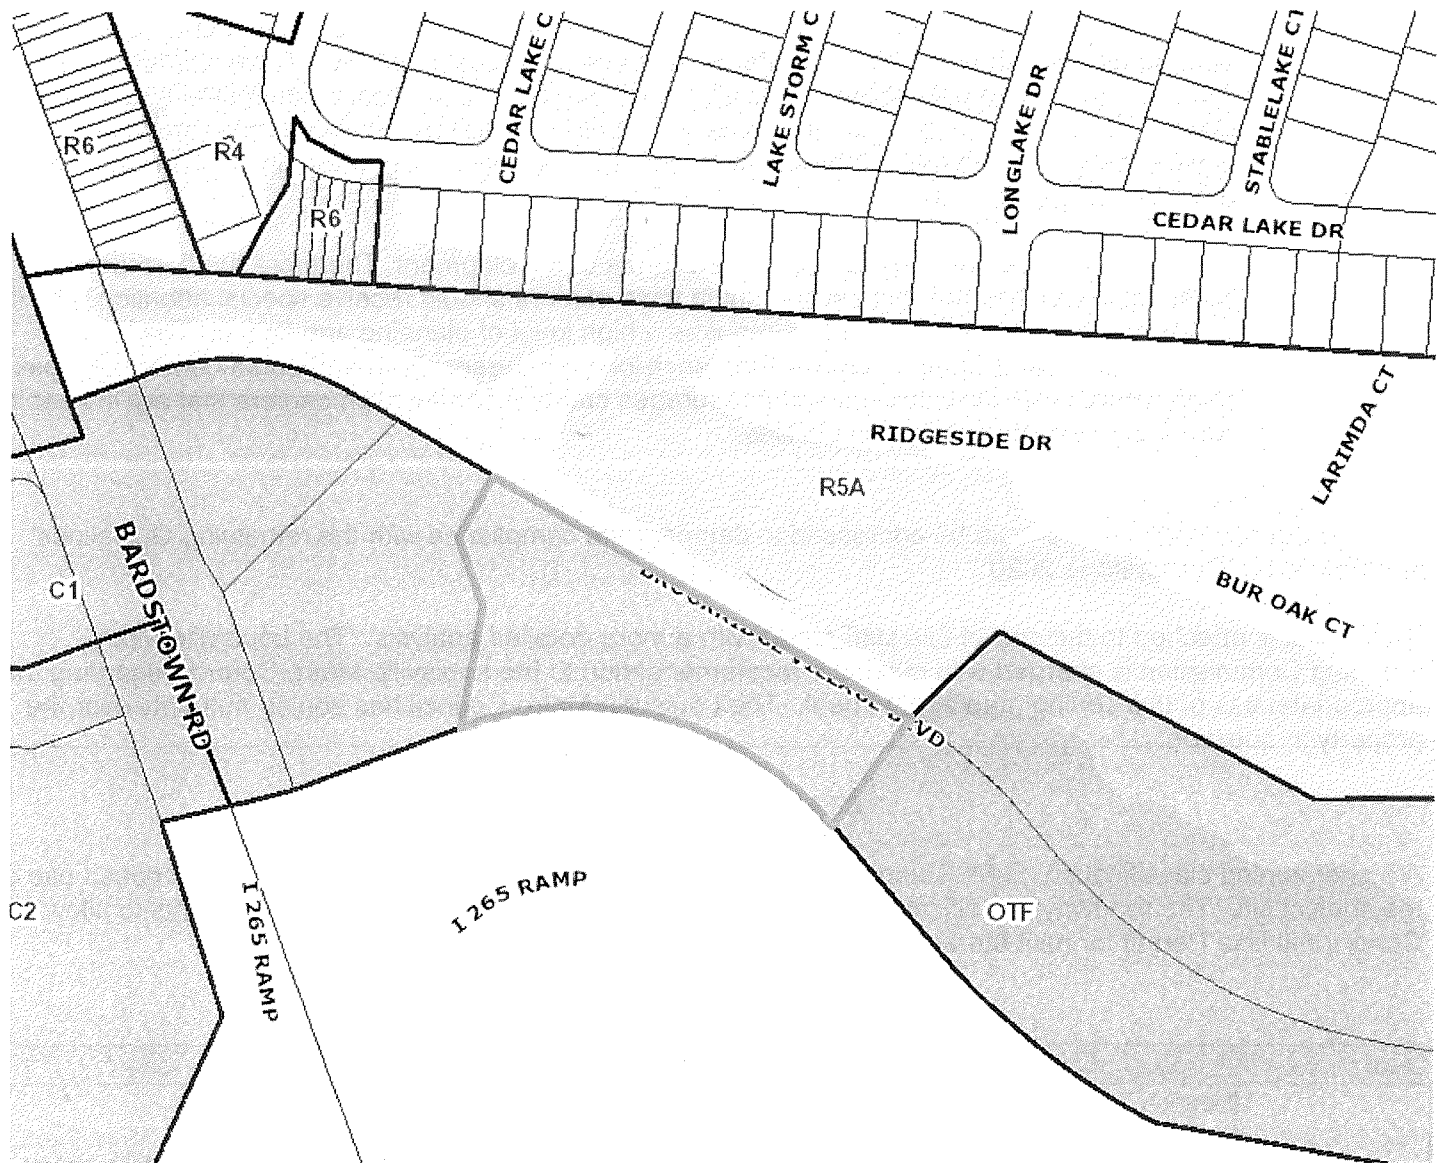 CEDAR LAKE C
LAKE STORM C
LONGLAKE DR
STABLELAKE CT
R6
R4
R6
CEDAR LAKE DR
RIDGESIDE DR
LARIMDA CT
R5A
BARDSTOWN RD
C1
BUR OAK CT
VD
I 265 RAMP
I 265 RAMP
C2
OTF